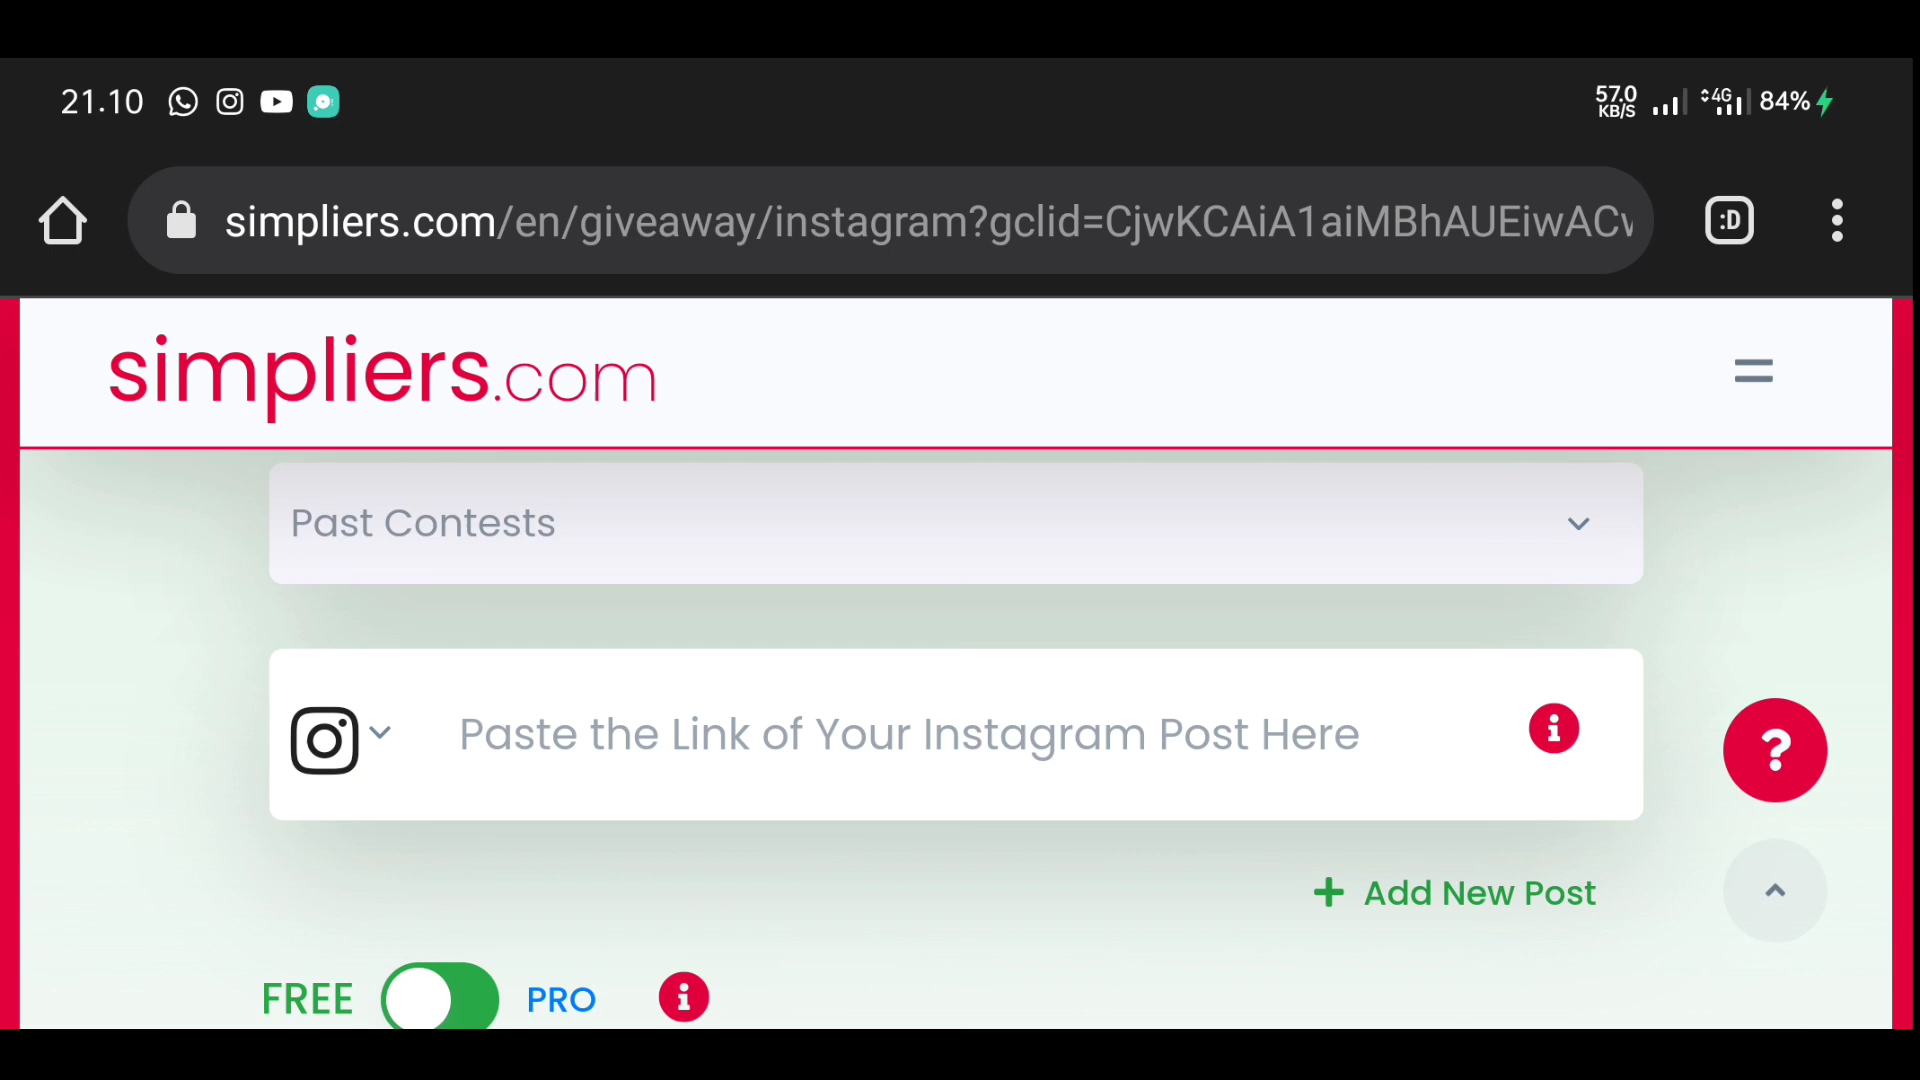 21.10
57.0 KB/S 4G 84%
simpliers.com/en/giveaway/instagram?gclid=CjwKCAiA1aiMBhAUEiwAC
:D
simpliers.com
Past Contests
Paste the Link of Your Instagram Post Here
Add New Post
FREE PRO